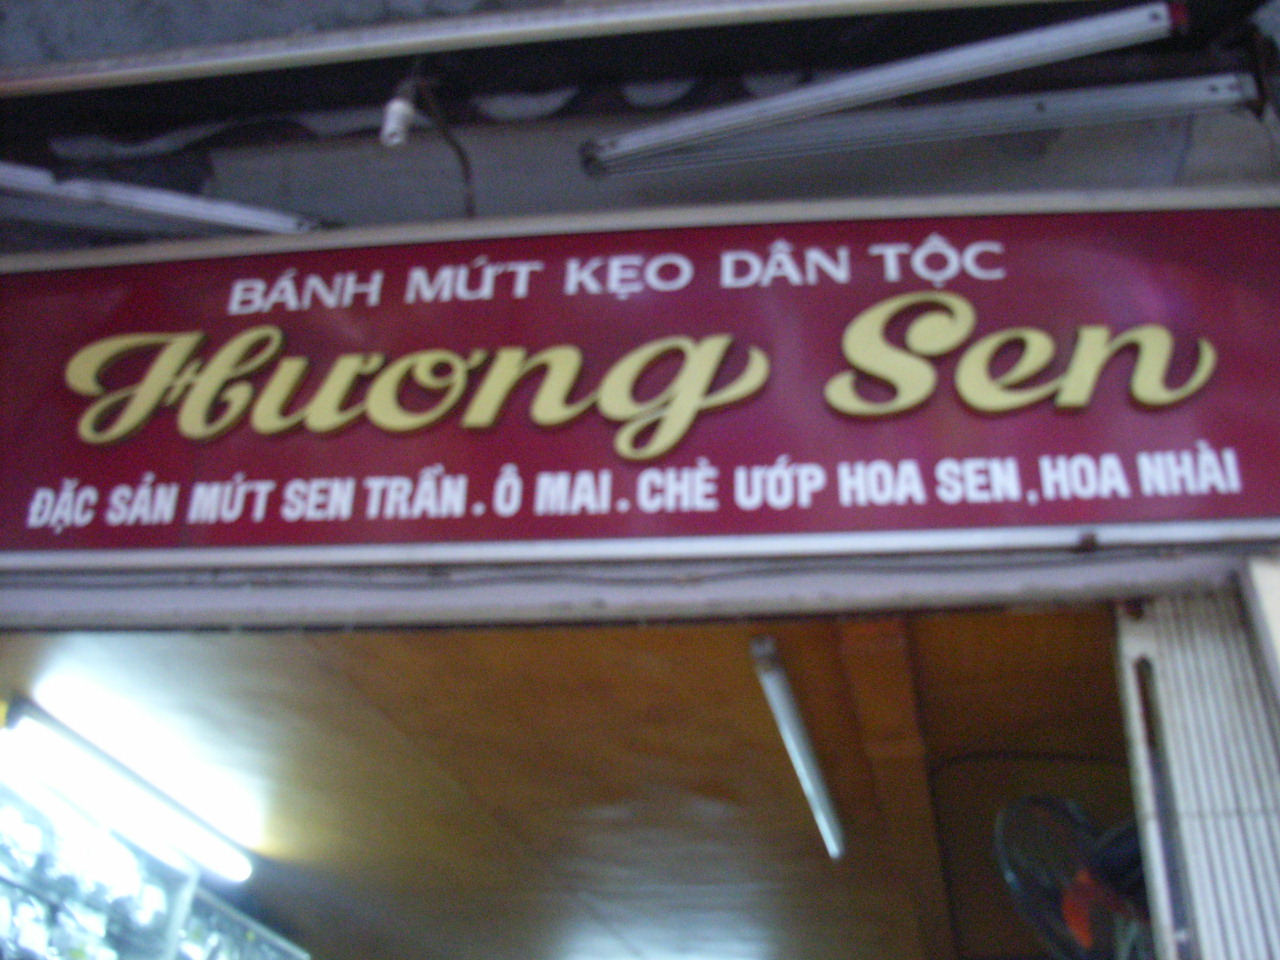 BÁNH MỨT KẸO DÂN TỘC
Hương Sen
ĐẶC SẢN MỨT SEN TRẦN. Ô MAI. CHÈ ƯỚP HOA SEN, HOA NHÀI